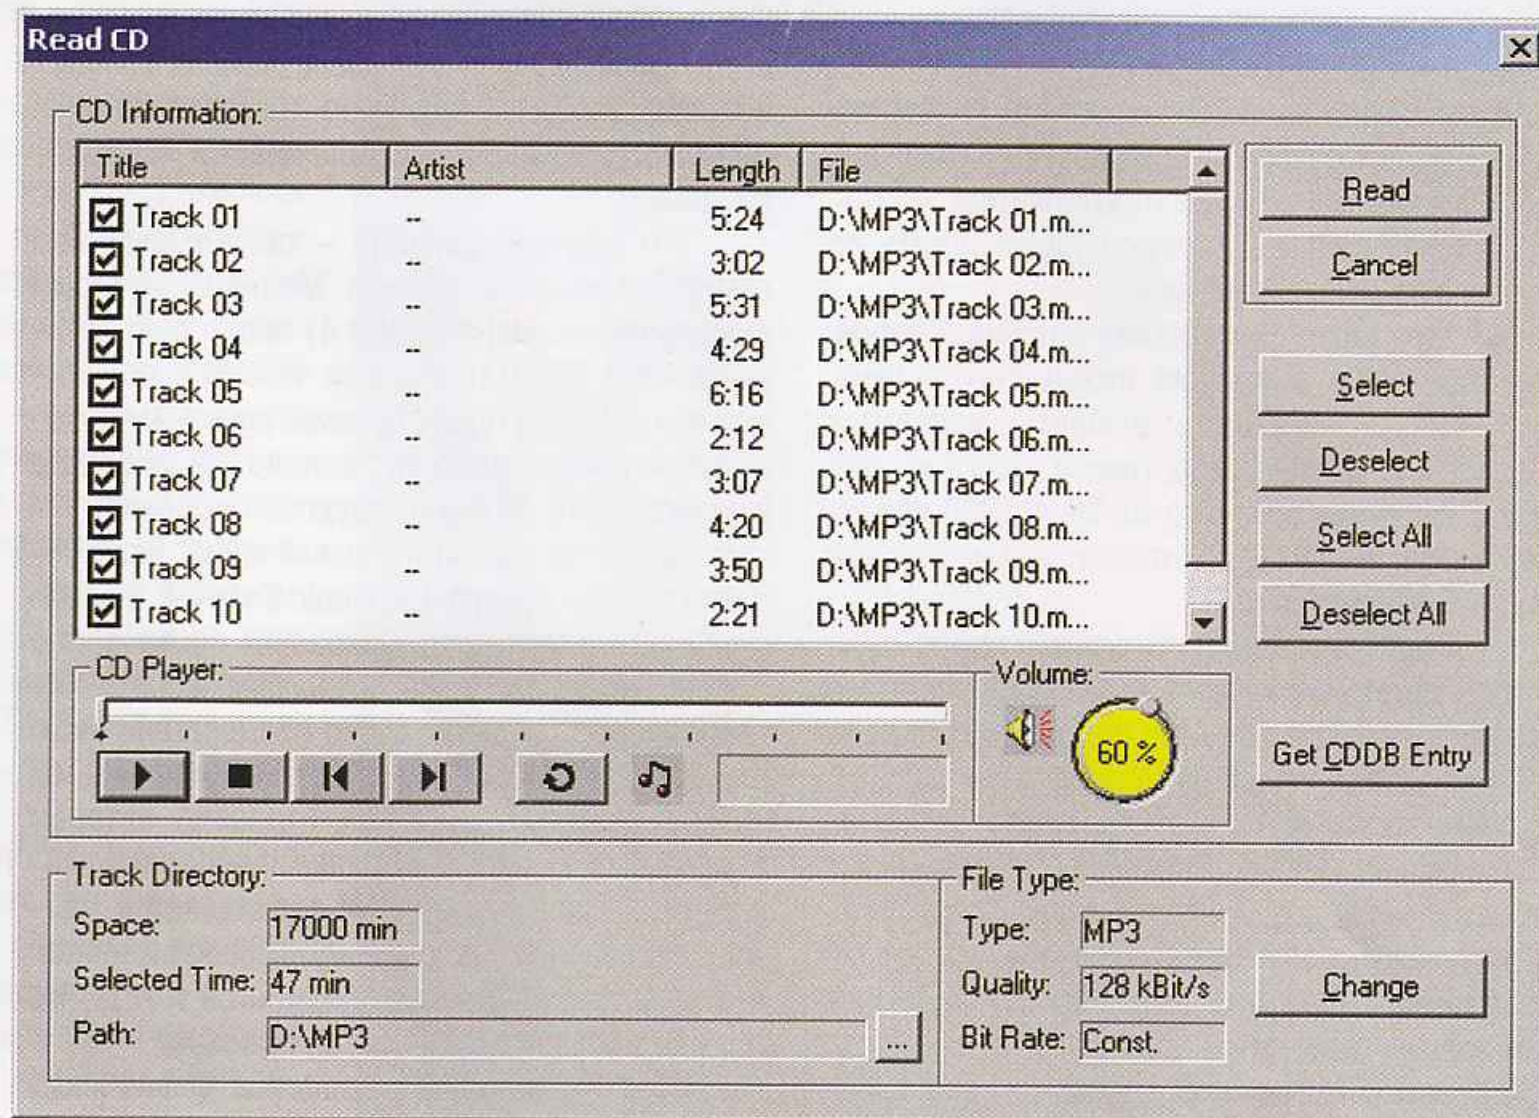 Read CD
CD Information:
Title Artist Length File
Track 01 -- 5:24 D:\MP3\Track 01.m...
Track 02 -- 3:02 D:\MP3\Track 02.m...
Track 03 -- 5:31 D:\MP3\Track 03.m...
Track 04 -- 4:29 D:\MP3\Track 04.m...
Track 05 -- 6:16 D:\MP3\Track 05.m...
Track 06 -- 2:12 D:\MP3\Track 06.m...
Track 07 -- 3:07 D:\MP3\Track 07.m...
Track 08 -- 4:20 D:\MP3\Track 08.m...
Track 09 -- 3:50 D:\MP3\Track 09.m...
Track 10 -- 2:21 D:\MP3\Track 10.m...
Read
Cancel
Select
Deselect
Select All
Deselect All
CD Player:
Volume:
60 %
Get CDDB Entry
Track Directory:
Space: 17000 min
Selected Time: 47 min
Path: D:\MP3 ...
File Type:
Type: MP3
Quality: 128 kBit/s
Bit Rate: Const.
Change